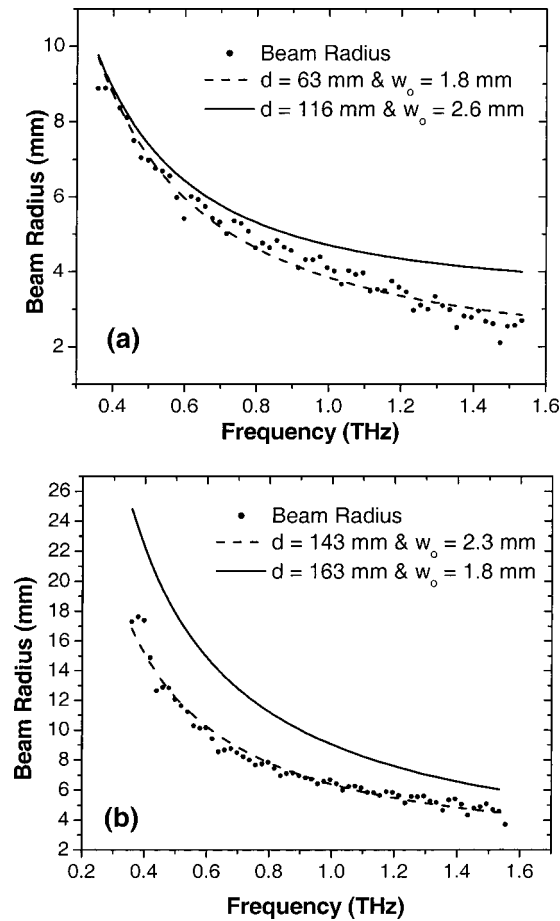 10
8
6
4
2
Beam Radius (mm)
Beam Radius
d = 63 mm & w_o = 1.8 mm
d = 116 mm & w_o = 2.6 mm
(a)
0.4 0.6 0.8 1.0 1.2 1.4 1.6
Frequency (THz)
26
24
22
20
18
16
14
12
10
8
6
4
2
Beam Radius (mm)
Beam Radius
d = 143 mm & w_o = 2.3 mm
d = 163 mm & w_o = 1.8 mm
(b)
0.2 0.4 0.6 0.8 1.0 1.2 1.4 1.6
Frequency (THz)